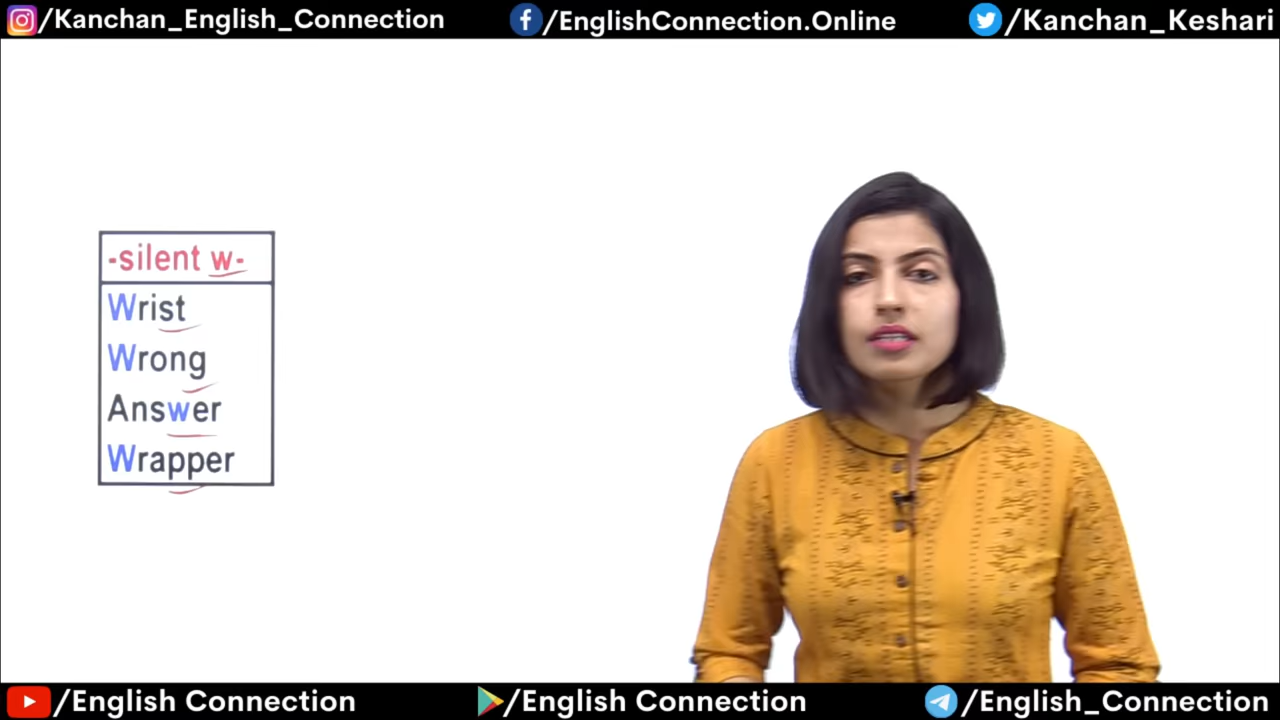 /Kanchan_English_Connection
/EnglishConnection.Online
/Kanchan_Keshari
-silent w-
Wrist
Wrong
Answer
Wrapper
/English Connection
/English Connection
/English_Connection